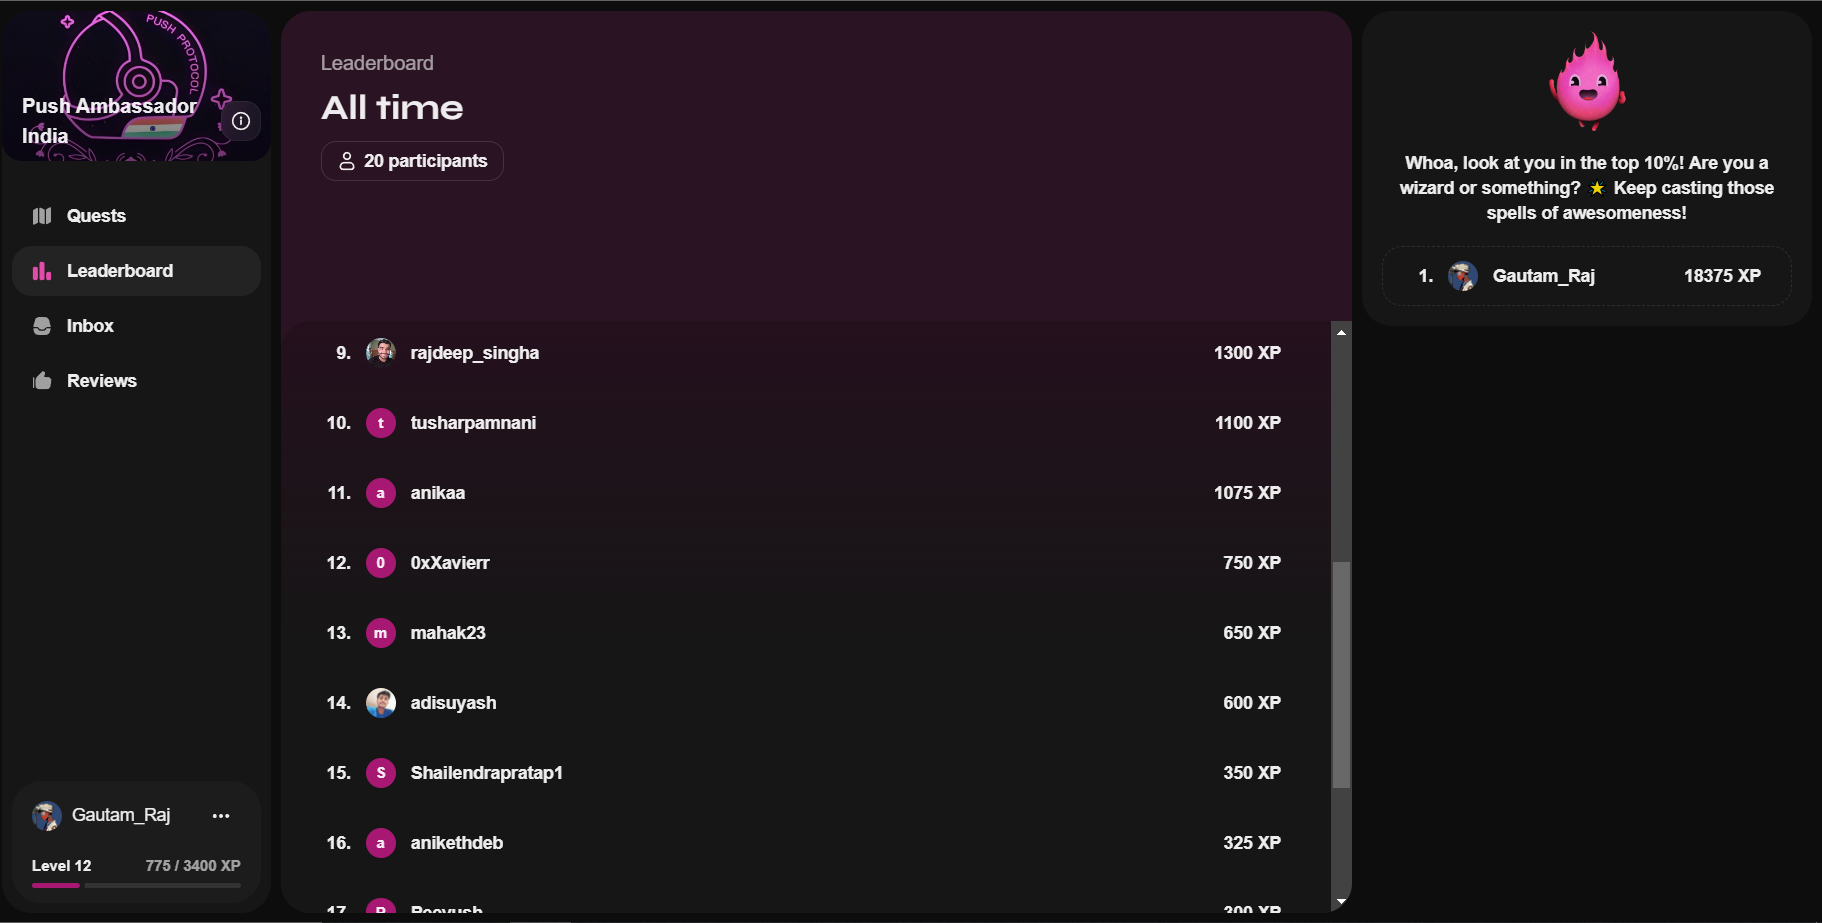 PUSH PROTOCOL
Push Ambassador
India
Quests
Leaderboard
Inbox
Reviews
Gautam_Raj
Level 12
775 / 3400 XP
Leaderboard
All time
20 participants
9. rajdeep_singha 1300 XP
10. t tusharpamnani 1100 XP
11. a anikaa 1075 XP
12. 0 0xXavierr 750 XP
13. m mahak23 650 XP
14. adisuyash 600 XP
15. S Shailendrapratap1 350 XP
16. a anikethdeb 325 XP
17. P Peeyush 300 XP
Whoa, look at you in the top 10%! Are you a
wizard or something? 🌟 Keep casting those
spells of awesomeness!
1. Gautam_Raj 18375 XP